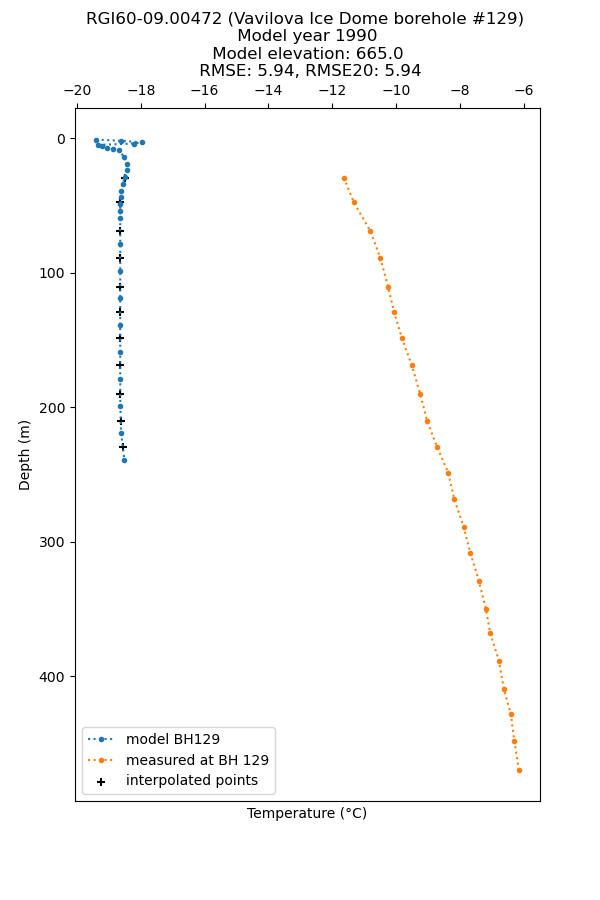 RGI60-09.00472 (Vavilova Ice Dome borehole #129)
Model year 1990
Model elevation: 665.0
RMSE: 5.94, RMSE20: 5.94
−20 −18 −16 −14 −12 −10 −8 −6
0
100
200
300
400
Depth (m)
model BH129
measured at BH 129
interpolated points
Temperature (°C)